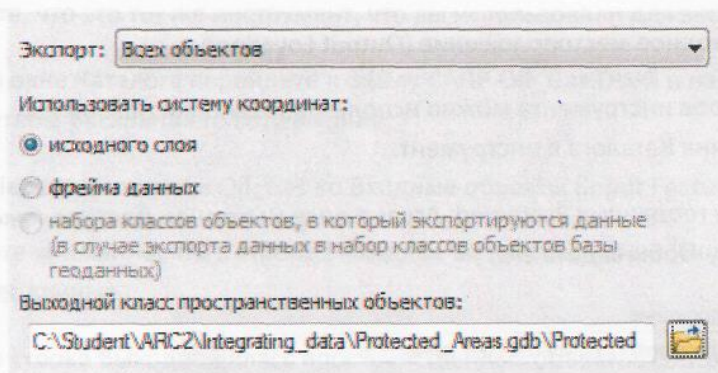 Экспорт: Всех объектов
Использовать систему координат:
исходного слоя
фрейма данных
набора классов объектов, в который экспортируются данные
(в случае экспорта данных в набор классов объектов базы
геоданных)
Выходной класс пространственных объектов:
C:\Student\ARC2\Integrating_data\Protected_Areas.gdb\Protected